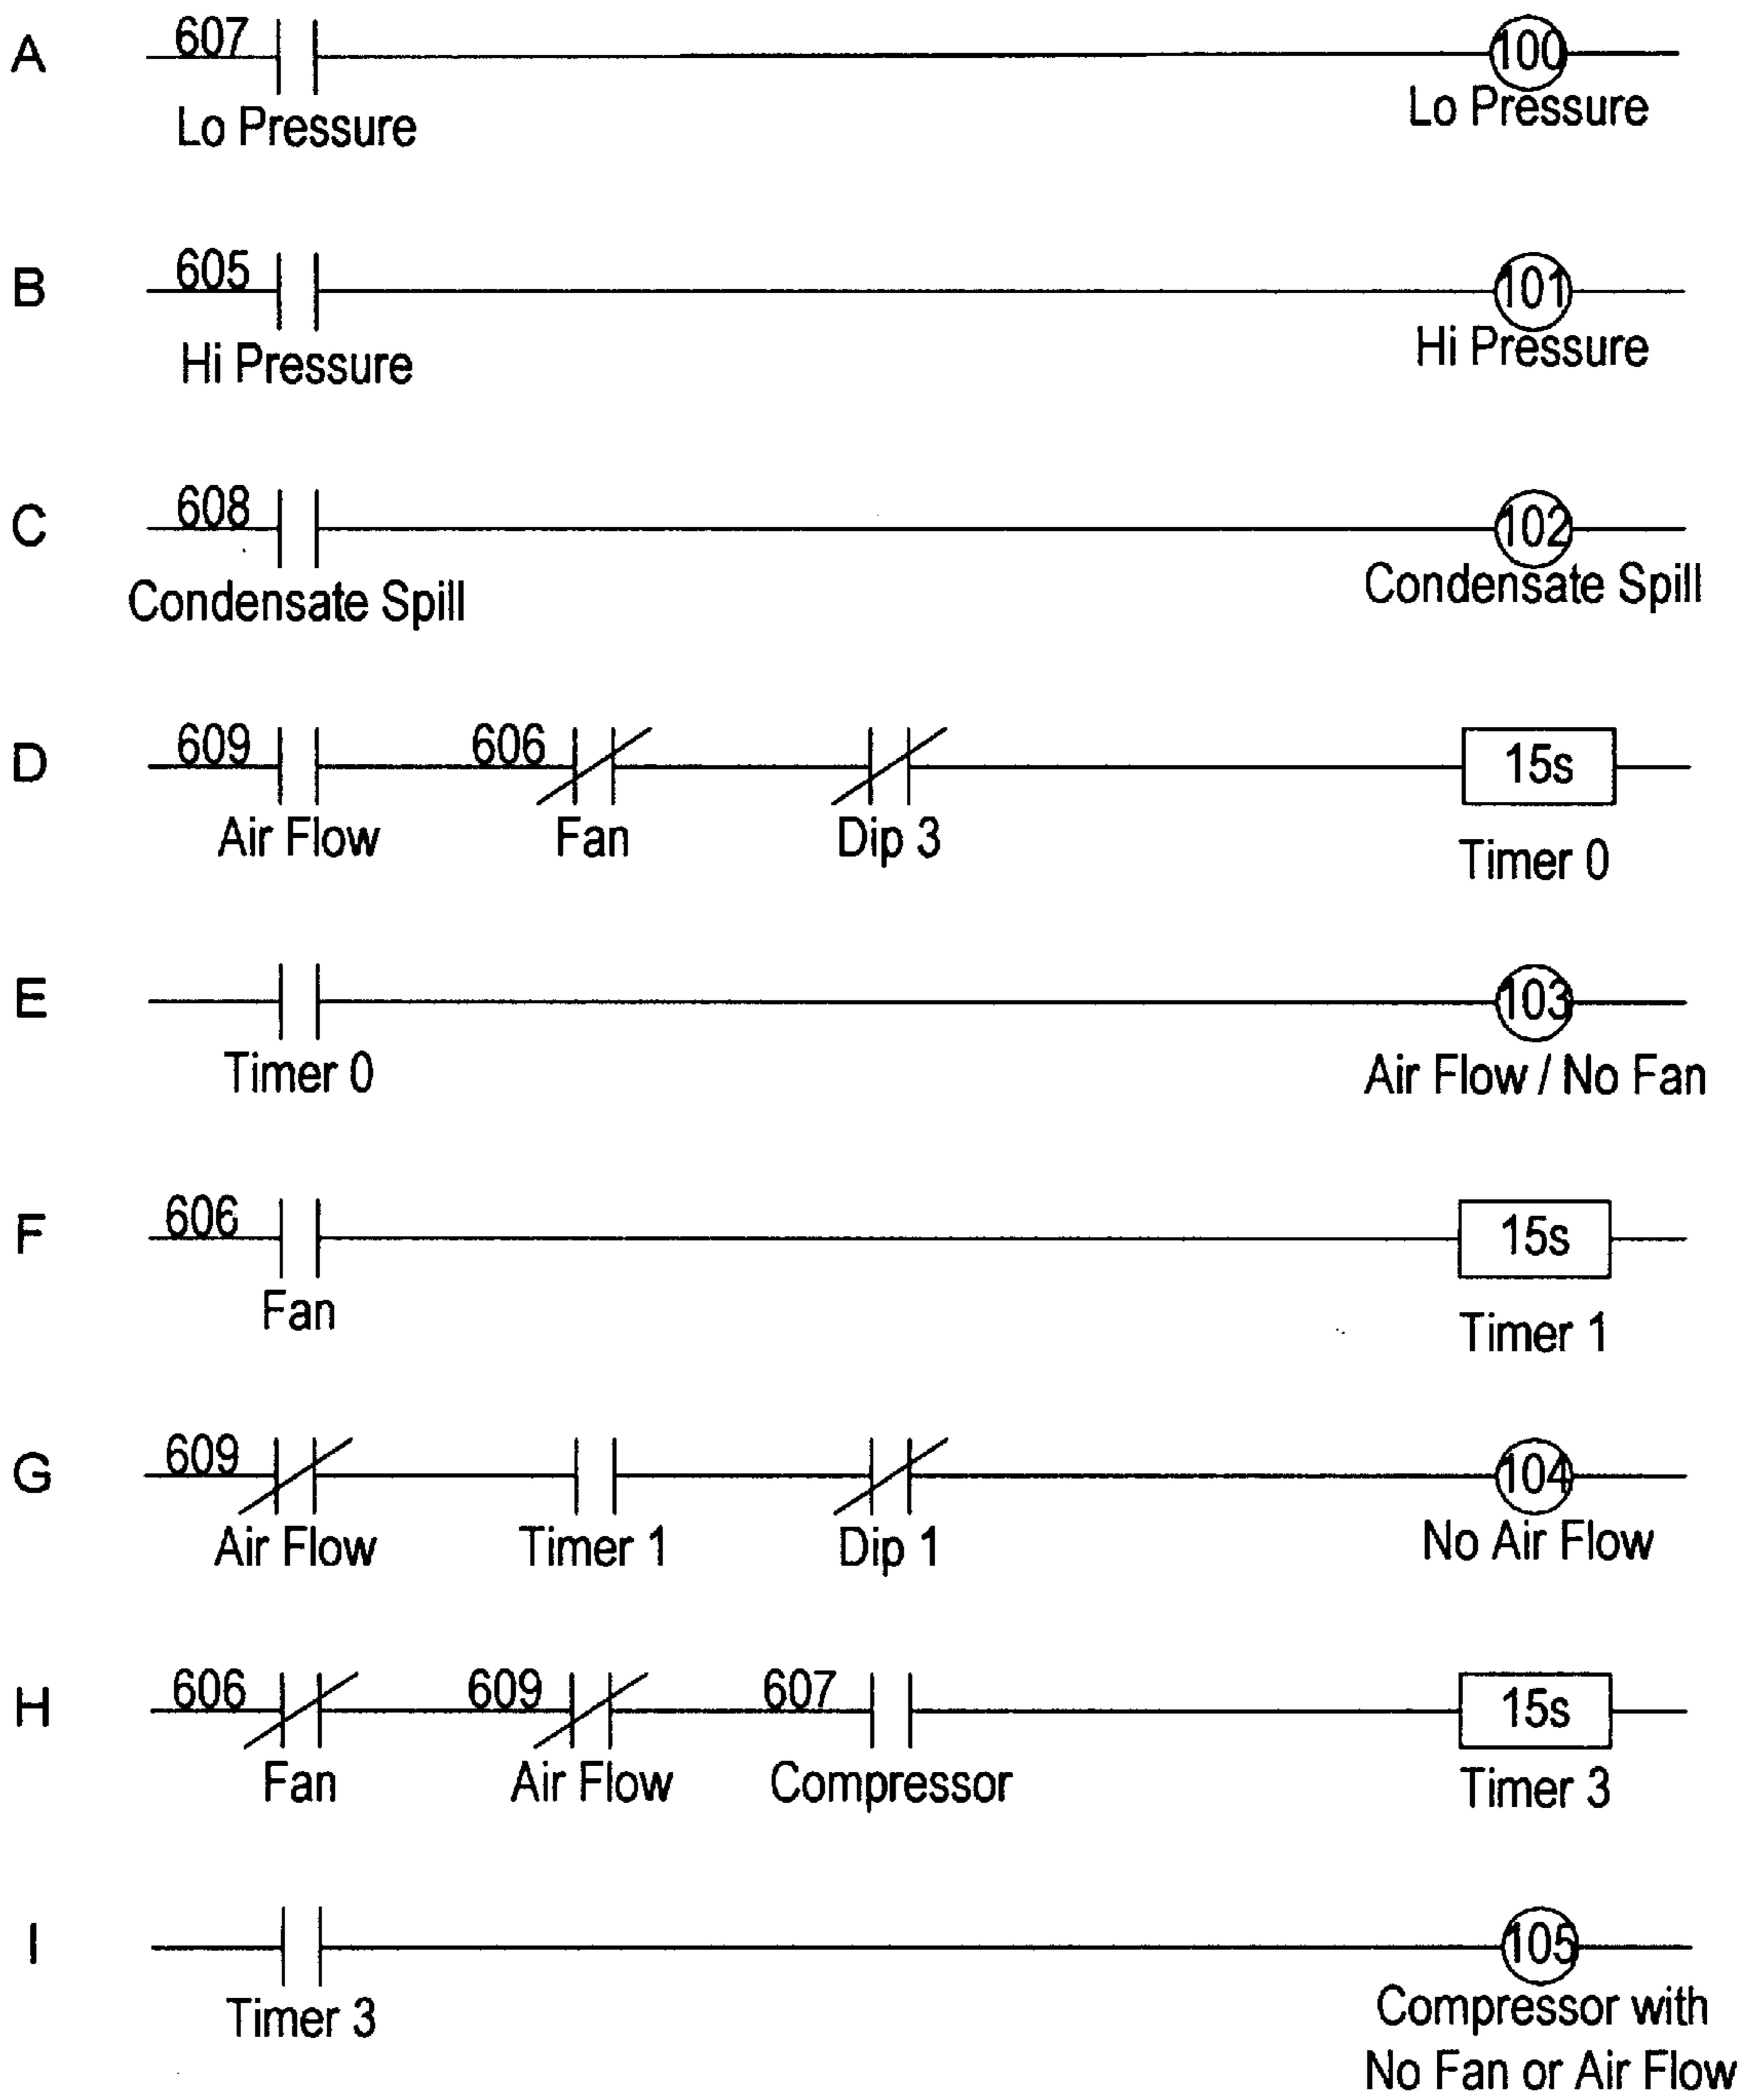 A 607 100
Lo Pressure Lo Pressure
B 605 101
Hi Pressure Hi Pressure
C 608 102
Condensate Spill Condensate Spill
D 609 606 15s
Air Flow Fan Dip 3 Timer 0
E 103
Timer 0 Air Flow / No Fan
F 606 15s
Fan Timer 1
G 609 104
Air Flow Timer 1 Dip 1 No Air Flow
H 606 609 607 15s
Fan Air Flow Compressor Timer 3
I 105
Timer 3 Compressor with
No Fan or Air Flow